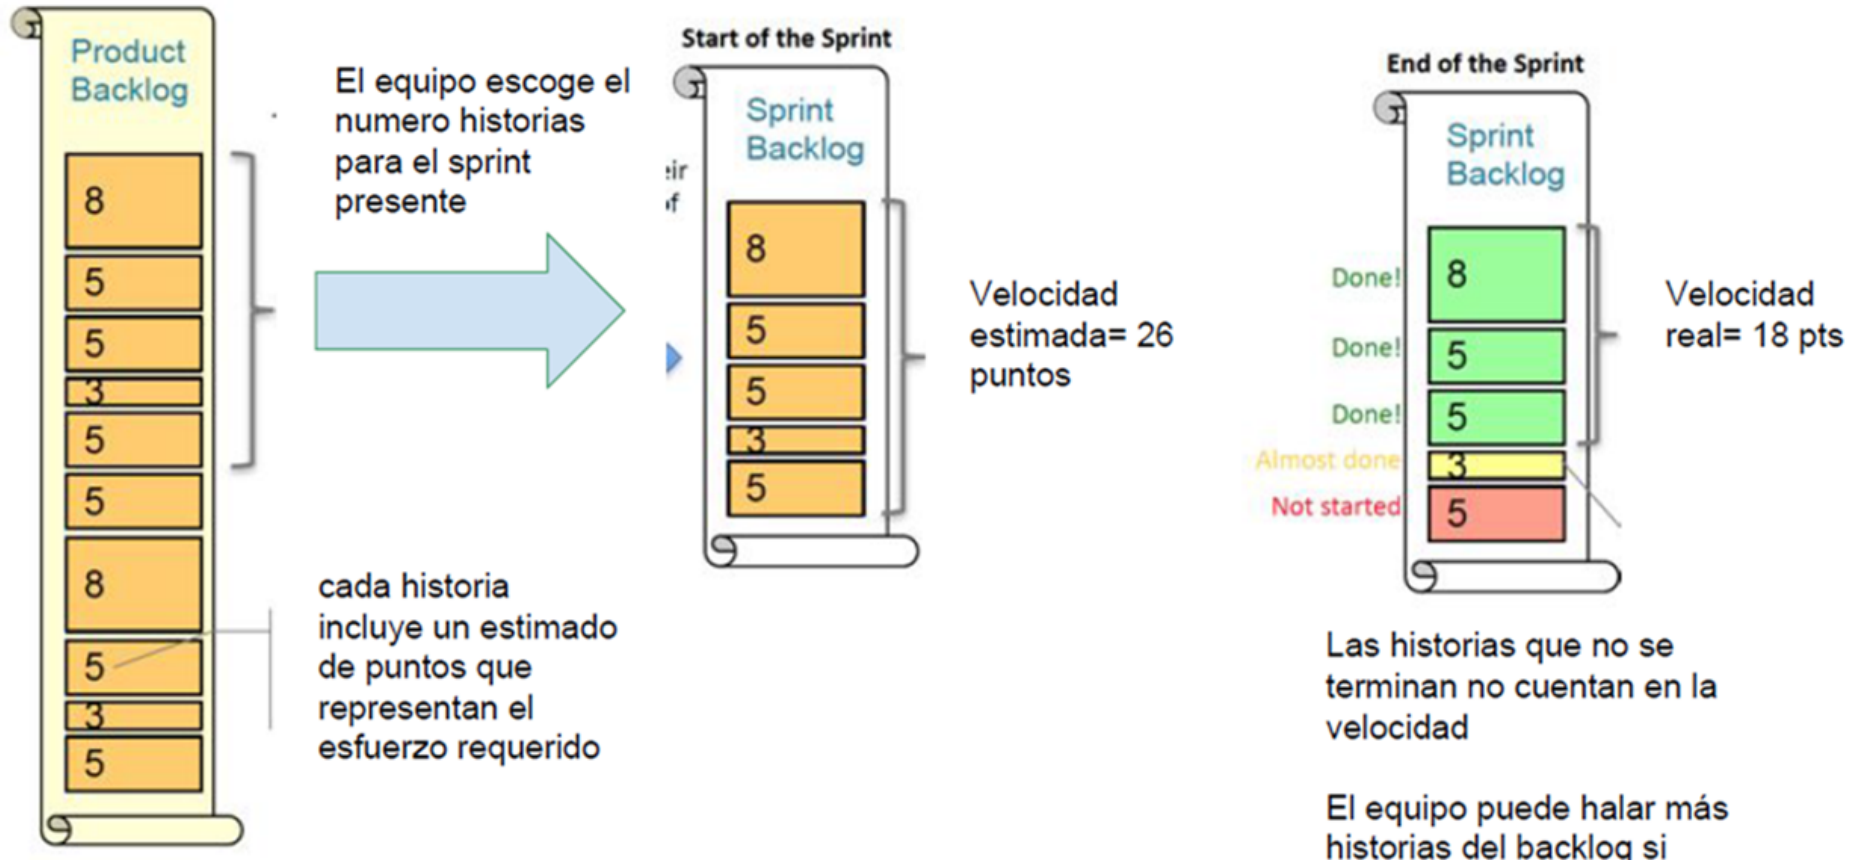 Product
Backlog
8
5
5
3
5
5
8
5
3
5
El equipo escoge el
numero historias
para el sprint
presente
cada historia
incluye un estimado
de puntos que
representan el
esfuerzo requerido
Start of the Sprint
eir
of
Sprint
Backlog
8
5
5
3
5
Velocidad
estimada= 26
puntos
End of the Sprint
Sprint
Backlog
Done! 8
Done! 5
Done! 5
Almost done 3
Not started 5
Velocidad
real= 18 pts
Las historias que no se
terminan no cuentan en la
velocidad
El equipo puede halar más
historias del backlog si